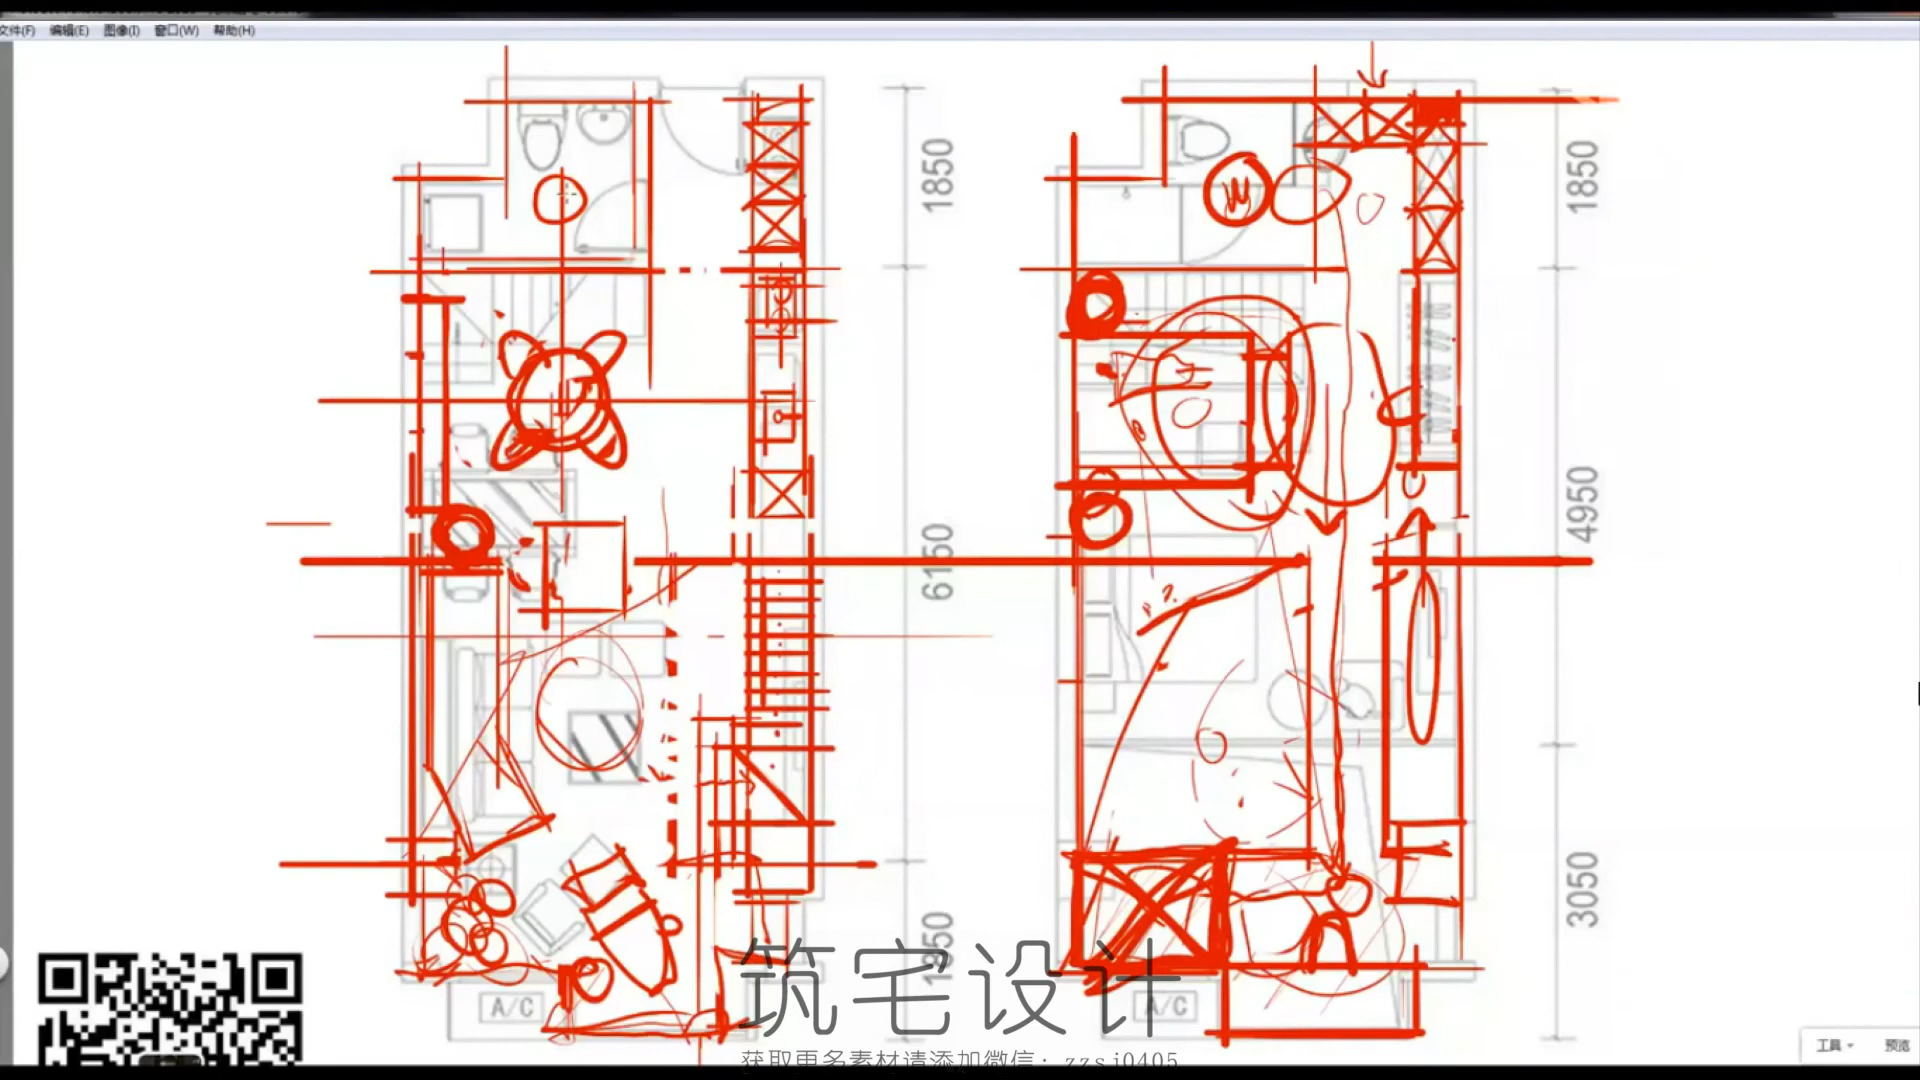 文件(F) 编辑(E) 图像(I) 窗口(W) 帮助(H)
1850
1850
6150
4950
1850
3050
A/C
A/C
筑宅设计
获取更多素材请添加微信：zzsj0405
工具
预览